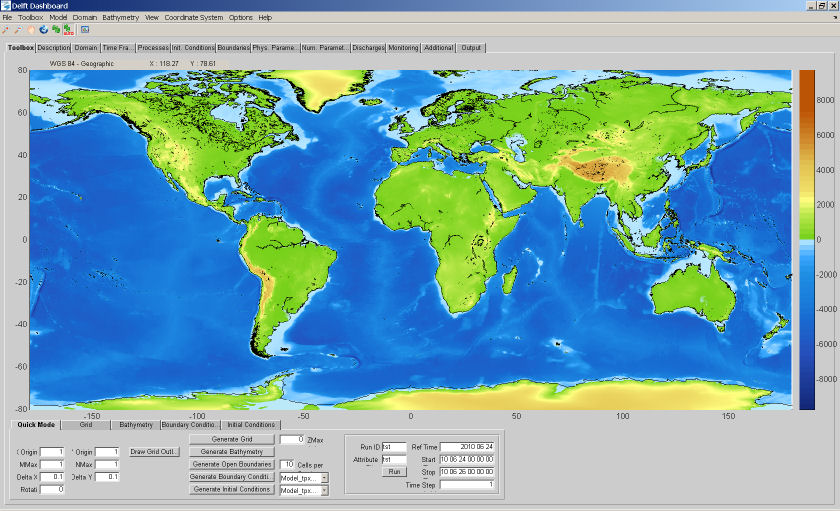 Delft Dashboard
File Toolbox Model Domain Bathymetry View Coordinate System Options Help
Toolbox Description Domain Time Fra... Processes Init. Conditions Boundaries Phys. Parame... Num. Paramet... Discharges Monitoring Additional Output
WGS 84 - Geographic X : 118.27 Y : 78.61
80
60
40
20
0
-20
-40
-60
-80
-150 -100 -50 0 50 100 150
8000
6000
4000
2000
0
-2000
-4000
-6000
-8000
Quick Mode Grid Bathymetry Boundary Conditio... Initial Conditions
Generate Grid 0 ZMax
Origin 1 Origin 1 Draw Grid Outl... Generate Bathymetry
MMax 1 NMax 1 Generate Open Boundaries 10 Cells per
Delta X 0.1 Delta Y 0.1 Generate Boundary Conditi... Model_tpx...
Rotati 0 Generate Initial Conditions Model_tpx...
Run ID tst Ref Time 2010 06 24
Attribute tst Start 10 06 24 00 00 00
Run Stop 10 06 26 00 00 00
Time Step 1